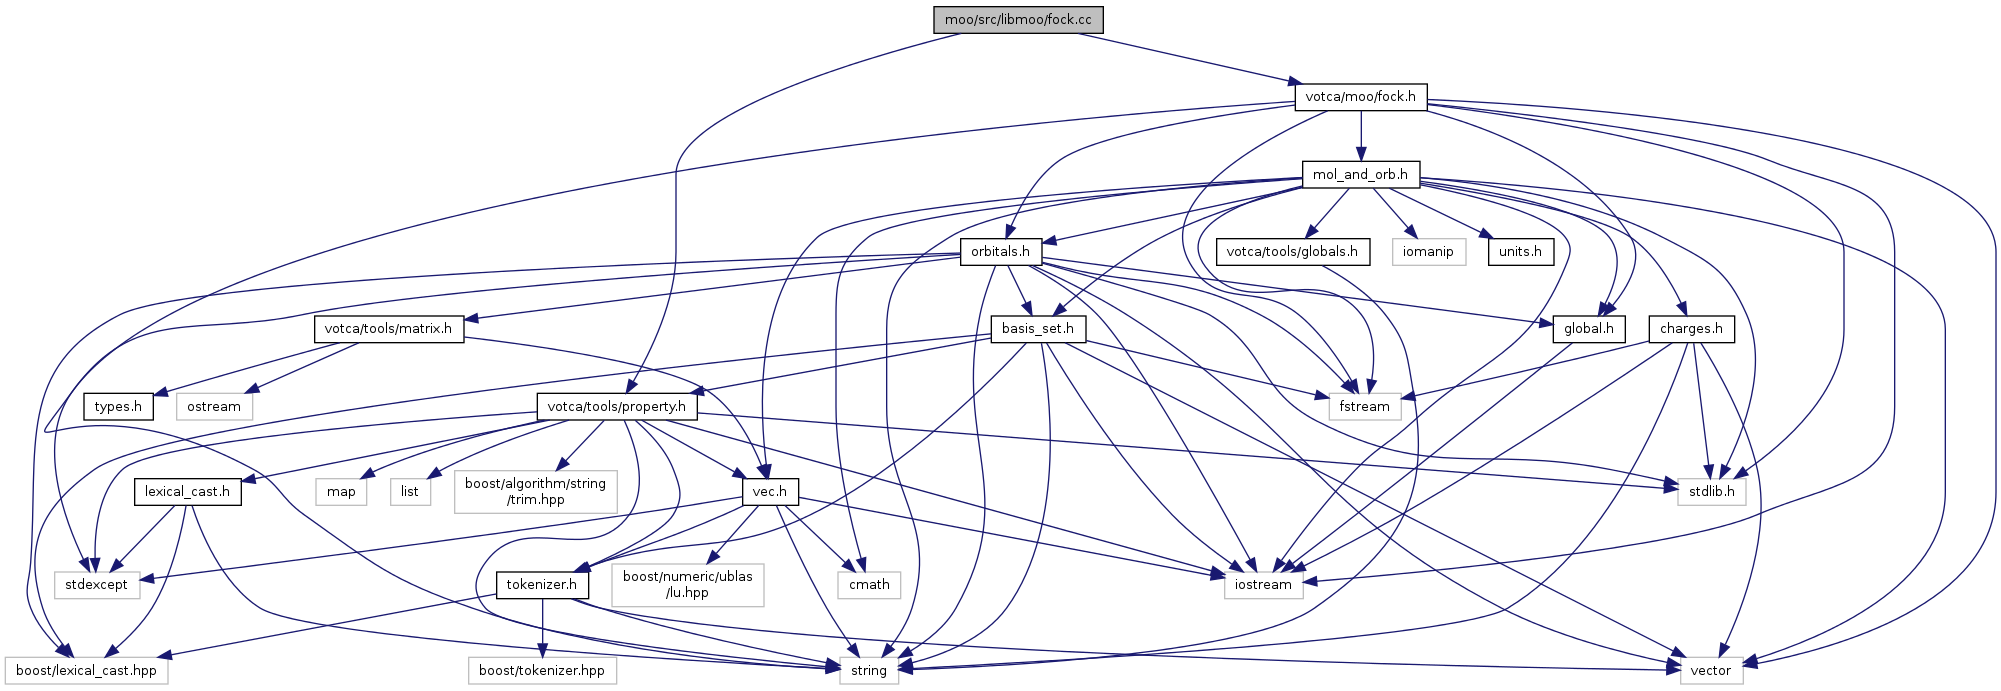 moo/src/libmoo/fock.cc
votca/moo/fock.h
mol_and_orb.h
orbitals.h
votca/tools/globals.h
iomanip
units.h
votca/tools/matrix.h
basis_set.h
global.h
charges.h
types.h
ostream
votca/tools/property.h
fstream
lexical_cast.h
map
list
boost/algorithm/string
/trim.hpp
vec.h
stdlib.h
stdexcept
tokenizer.h
boost/numeric/ublas
/lu.hpp
cmath
iostream
boost/lexical_cast.hpp
boost/tokenizer.hpp
string
vector